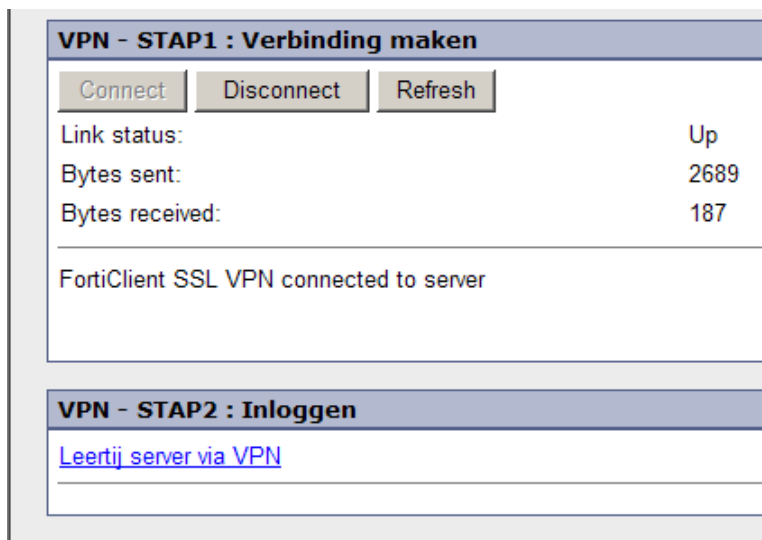 VPN - STAP1 : Verbinding maken
Connect Disconnect Refresh
Link status: Up
Bytes sent: 2689
Bytes received: 187
FortiClient SSL VPN connected to server
VPN - STAP2 : Inloggen
Leertij server via VPN